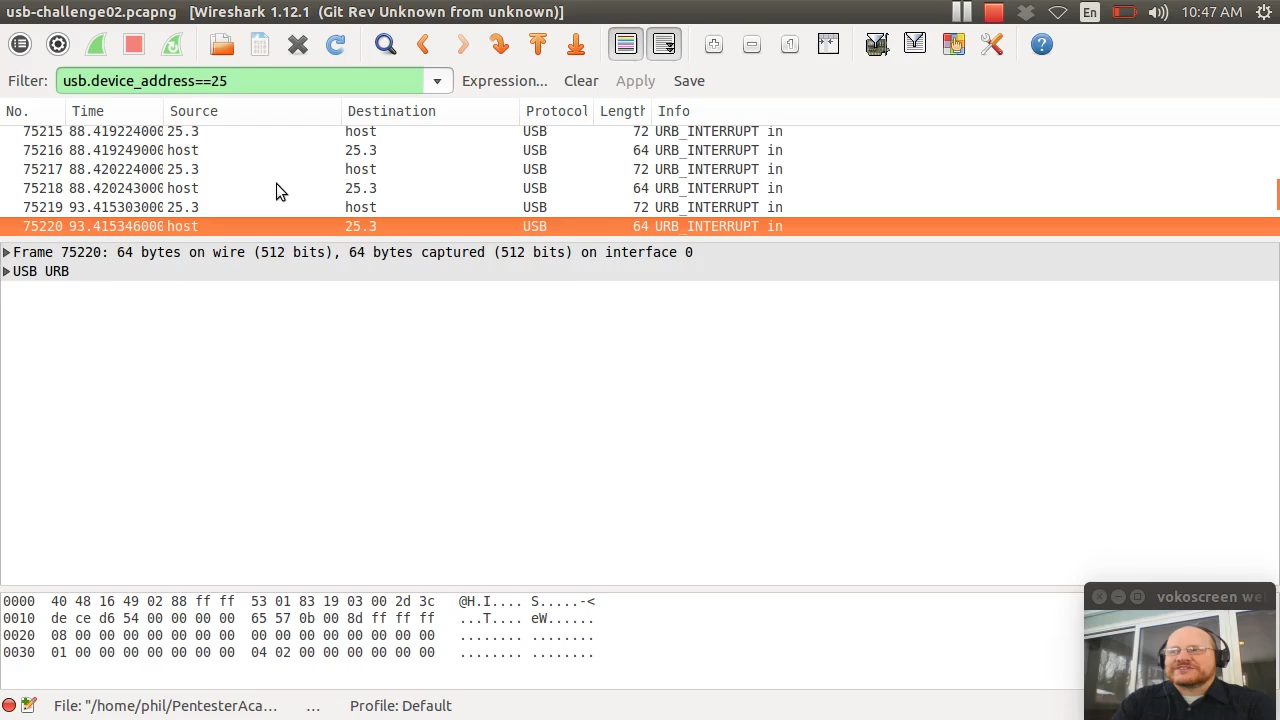 usb-challenge02.pcapng   [Wireshark 1.12.1  (Git Rev Unknown from unknown)]
En 10:47 AM
Filter: usb.device_address==25 Expression... Clear Apply Save
No. Time Source Destination Protocol Length Info
75215 88.419224000 25.3 host USB 72 URB_INTERRUPT in
75216 88.419249000 host 25.3 USB 64 URB_INTERRUPT in
75217 88.420224000 25.3 host USB 72 URB_INTERRUPT in
75218 88.420243000 host 25.3 USB 64 URB_INTERRUPT in
75219 93.415303000 25.3 host USB 72 URB_INTERRUPT in
75220 93.415346000 host 25.3 USB 64 URB_INTERRUPT in
Frame 75220: 64 bytes on wire (512 bits), 64 bytes captured (512 bits) on interface 0
USB URB
0000 40 48 16 49 02 88 ff ff 53 01 83 19 03 00 2d 3c @H.I.... S.....-<
0010 de ce d6 54 00 00 00 00 65 57 0b 00 8d ff ff ff ...T.... eW......
0020 08 00 00 00 00 00 00 00 00 00 00 00 00 00 00 00 ........ ........
0030 01 00 00 00 00 00 00 00 04 02 00 00 00 00 00 00 ........ ........
vokoscreen we
File: "/home/phil/PentesterAca... ... Profile: Default